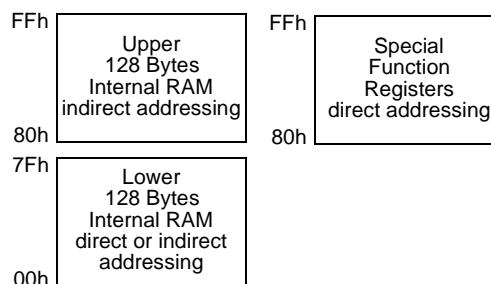 FFh
Upper
128 Bytes
Internal RAM
indirect addressing
80h
FFh
Special
Function
Registers
direct addressing
80h
7Fh
Lower
128 Bytes
Internal RAM
direct or indirect
addressing
00h